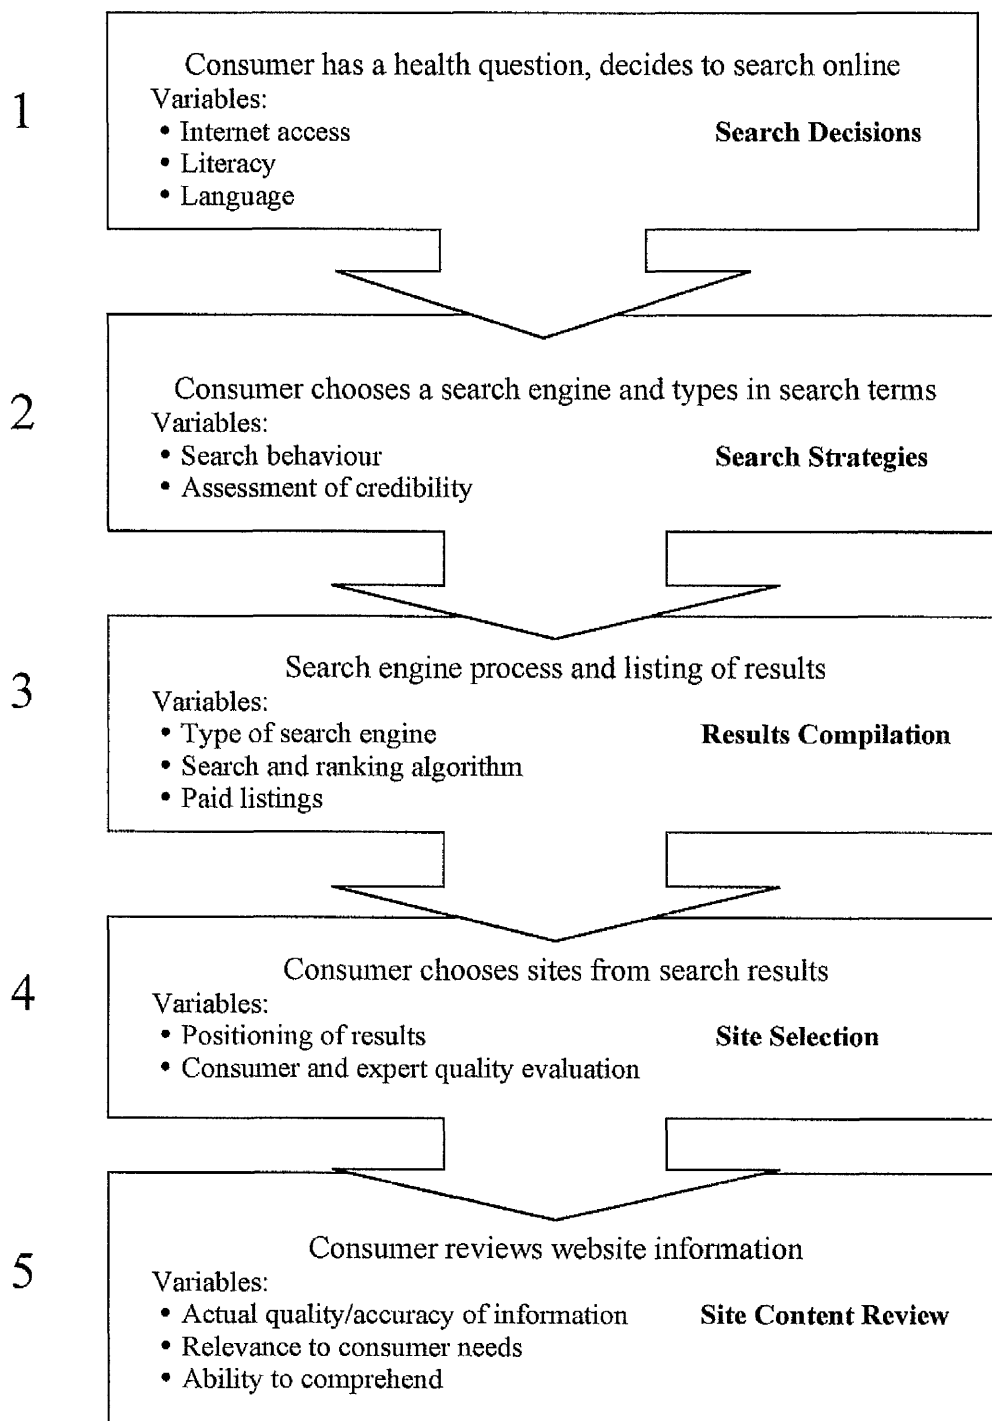 1
Consumer has a health question, decides to search online
Variables:
• Internet access
Search Decisions
• Literacy
• Language
2
Consumer chooses a search engine and types in search terms
Variables:
• Search behaviour
Search Strategies
• Assessment of credibility
3
Search engine process and listing of results
Variables:
• Type of search engine
Results Compilation
• Search and ranking algorithm
• Paid listings
4
Consumer chooses sites from search results
Variables:
• Positioning of results
Site Selection
• Consumer and expert quality evaluation
5
Consumer reviews website information
Variables:
• Actual quality/accuracy of information
Site Content Review
• Relevance to consumer needs
• Ability to comprehend